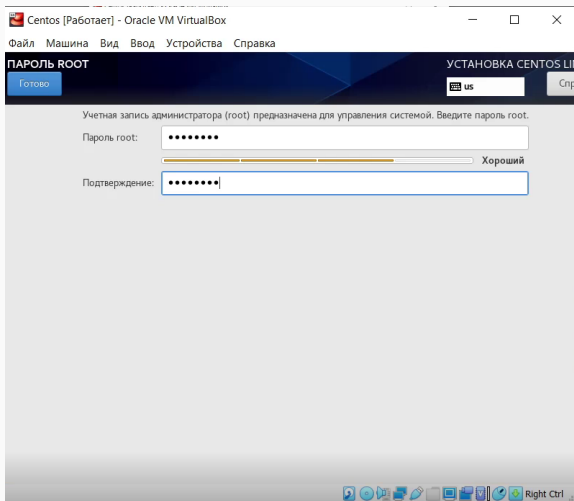 Centos [Работает] - Oracle VM VirtualBox
Файл Машина Вид Ввод Устройства Справка
ПАРОЛЬ ROOT
УСТАНОВКА CENTOS LI
Готово
us
Спр
Учетная запись администратора (root) предназначена для управления системой. Введите пароль root.
Пароль root: ••••••••
Хороший
Подтверждение: ••••••••
Right Ctrl